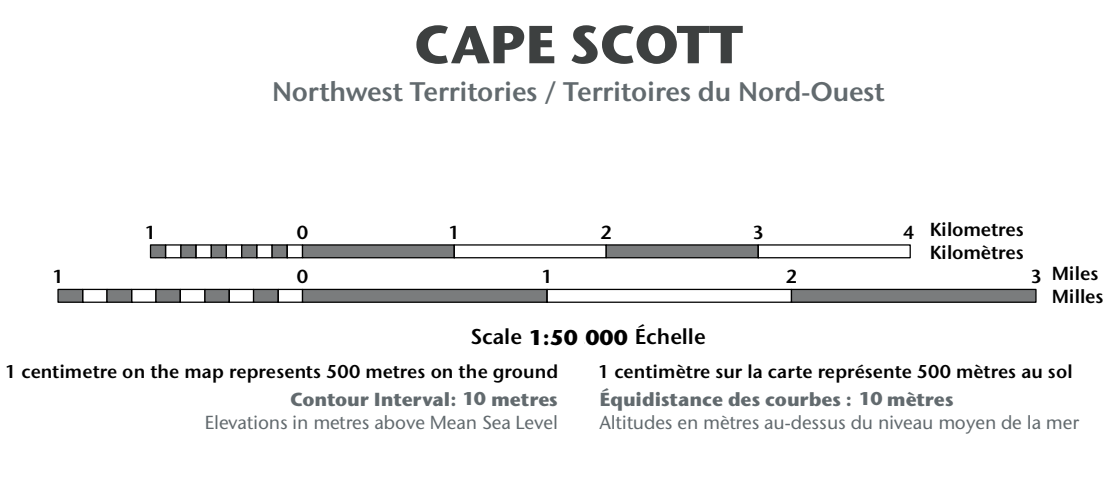 CAPE SCOTT
Northwest Territories / Territoires du Nord-Ouest
1 0 1 2 3 4 Kilometres
Kilomètres
1 0 1 2 3 Miles
Milles
Scale 1:50 000 Échelle
1 centimetre on the map represents 500 metres on the ground
1 centimètre sur la carte représente 500 mètres au sol
Contour Interval: 10 metres
Équidistance des courbes : 10 mètres
Elevations in metres above Mean Sea Level
Altitudes en mètres au-dessus du niveau moyen de la mer